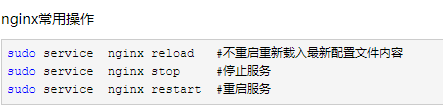 nginx常用操作
sudo service  nginx reload   #不重启重新载入最新配置文件内容
sudo service  nginx stop     #停止服务
sudo service  nginx restart  #重启服务